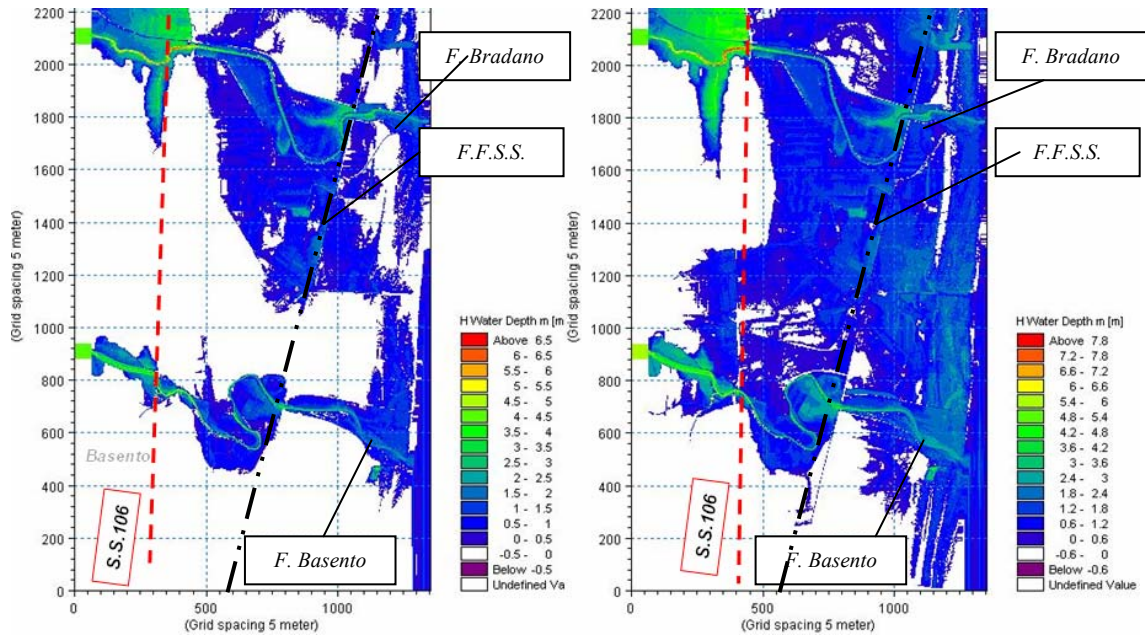 2200
2000
1800
1600
1400
1200
1000
800
600
400
200
0
(Grid spacing 5 meter)
0
500
1000
(Grid spacing 5 meter)
Basento
S.S.106
F. Bradano
F.F.S.S.
F. Basento
H Water Depth m [m]
Above 6.5
6 - 6.5
5.5 - 6
5 - 5.5
4.5 - 5
4 - 4.5
3.5 - 4
3 - 3.5
2.5 - 3
2 - 2.5
1.5 - 2
1 - 1.5
0.5 - 1
0 - 0.5
-0.5 - 0
Below -0.5
Undefined Va
2200
2000
1800
1600
1400
1200
1000
800
600
400
200
0
(Grid spacing 5 meter)
0
500
1000
(Grid spacing 5 meter)
S.S.106
F. Bradano
F.F.S.S.
F. Basento
H Water Depth m [m]
Above 7.8
7.2 - 7.8
6.6 - 7.2
6 - 6.6
5.4 - 6
4.8 - 5.4
4.2 - 4.8
3.6 - 4.2
3 - 3.6
2.4 - 3
1.8 - 2.4
1.2 - 1.8
0.6 - 1.2
0 - 0.6
-0.6 - 0
Below -0.6
Undefined Value